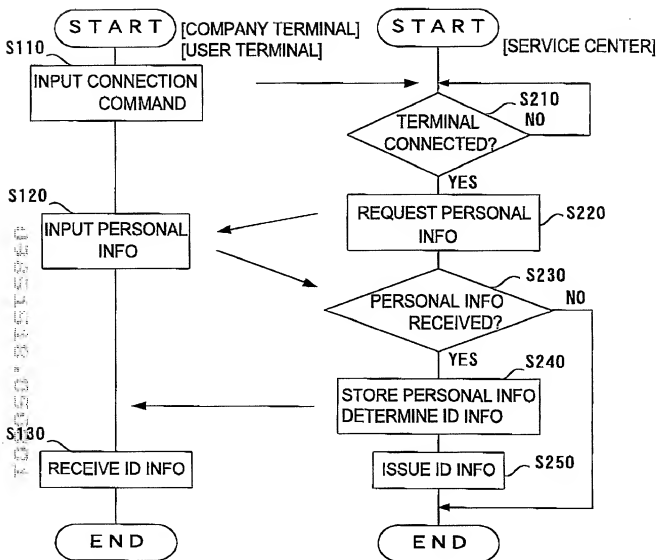 START
[COMPANY TERMINAL]
[USER TERMINAL]
S110
INPUT CONNECTION
COMMAND
S120
INPUT PERSONAL
INFO
S130
RECEIVE ID INFO
END
START
[SERVICE CENTER]
S210
NO
TERMINAL
CONNECTED?
YES
REQUEST PERSONAL
INFO
S220
S230
PERSONAL INFO
RECEIVED?
NO
YES
S240
STORE PERSONAL INFO
DETERMINE ID INFO
ISSUE ID INFO
S250
END